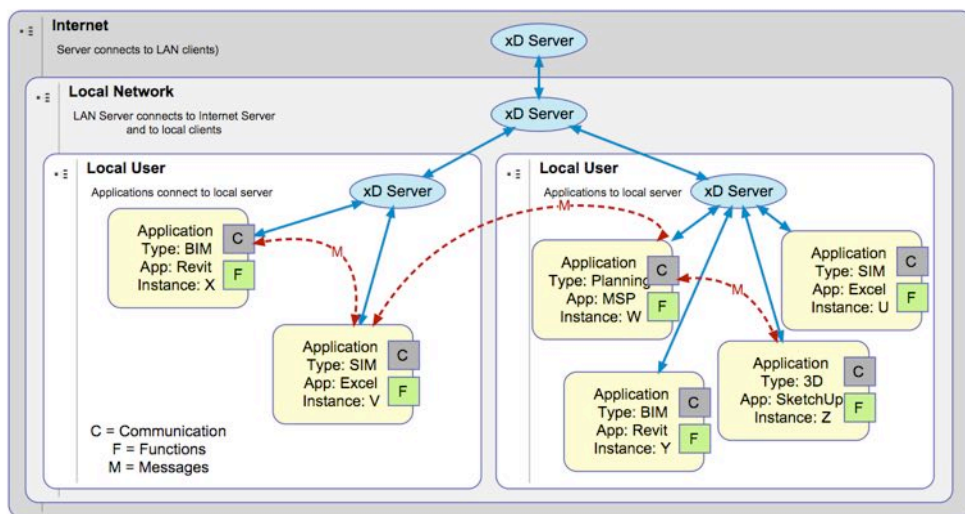 Internet
Server connects to LAN clients)
xD Server
Local Network
LAN Server connects to Internet Server
and to local clients
xD Server
Local User
Applications connect to local server
xD Server
Application
Type: BIM
App: Revit
Instance: X
C
F
M
Application
Type: SIM
App: Excel
Instance: V
C
F
C = Communication
F = Functions
M = Messages
M
Local User
Applications to local server
xD Server
Application
Type: Planning
App: MSP
Instance: W
C
F
M
Application
Type: SIM
App: Excel
Instance: U
C
F
Application
Type: BIM
App: Revit
Instance: Y
C
F
Application
Type: 3D
App: SketchUp
Instance: Z
C
F